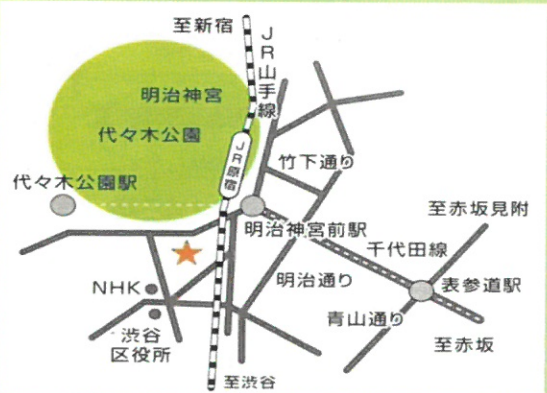 至新宿
JR山手線
明治神宮
代々木公園
JR原宿
竹下通り
代々木公園駅
至赤坂見附
明治神宮前駅
千代田線
明治通り
表参道駅
NHK
青山通り
渋谷
区役所
至赤坂
至渋谷